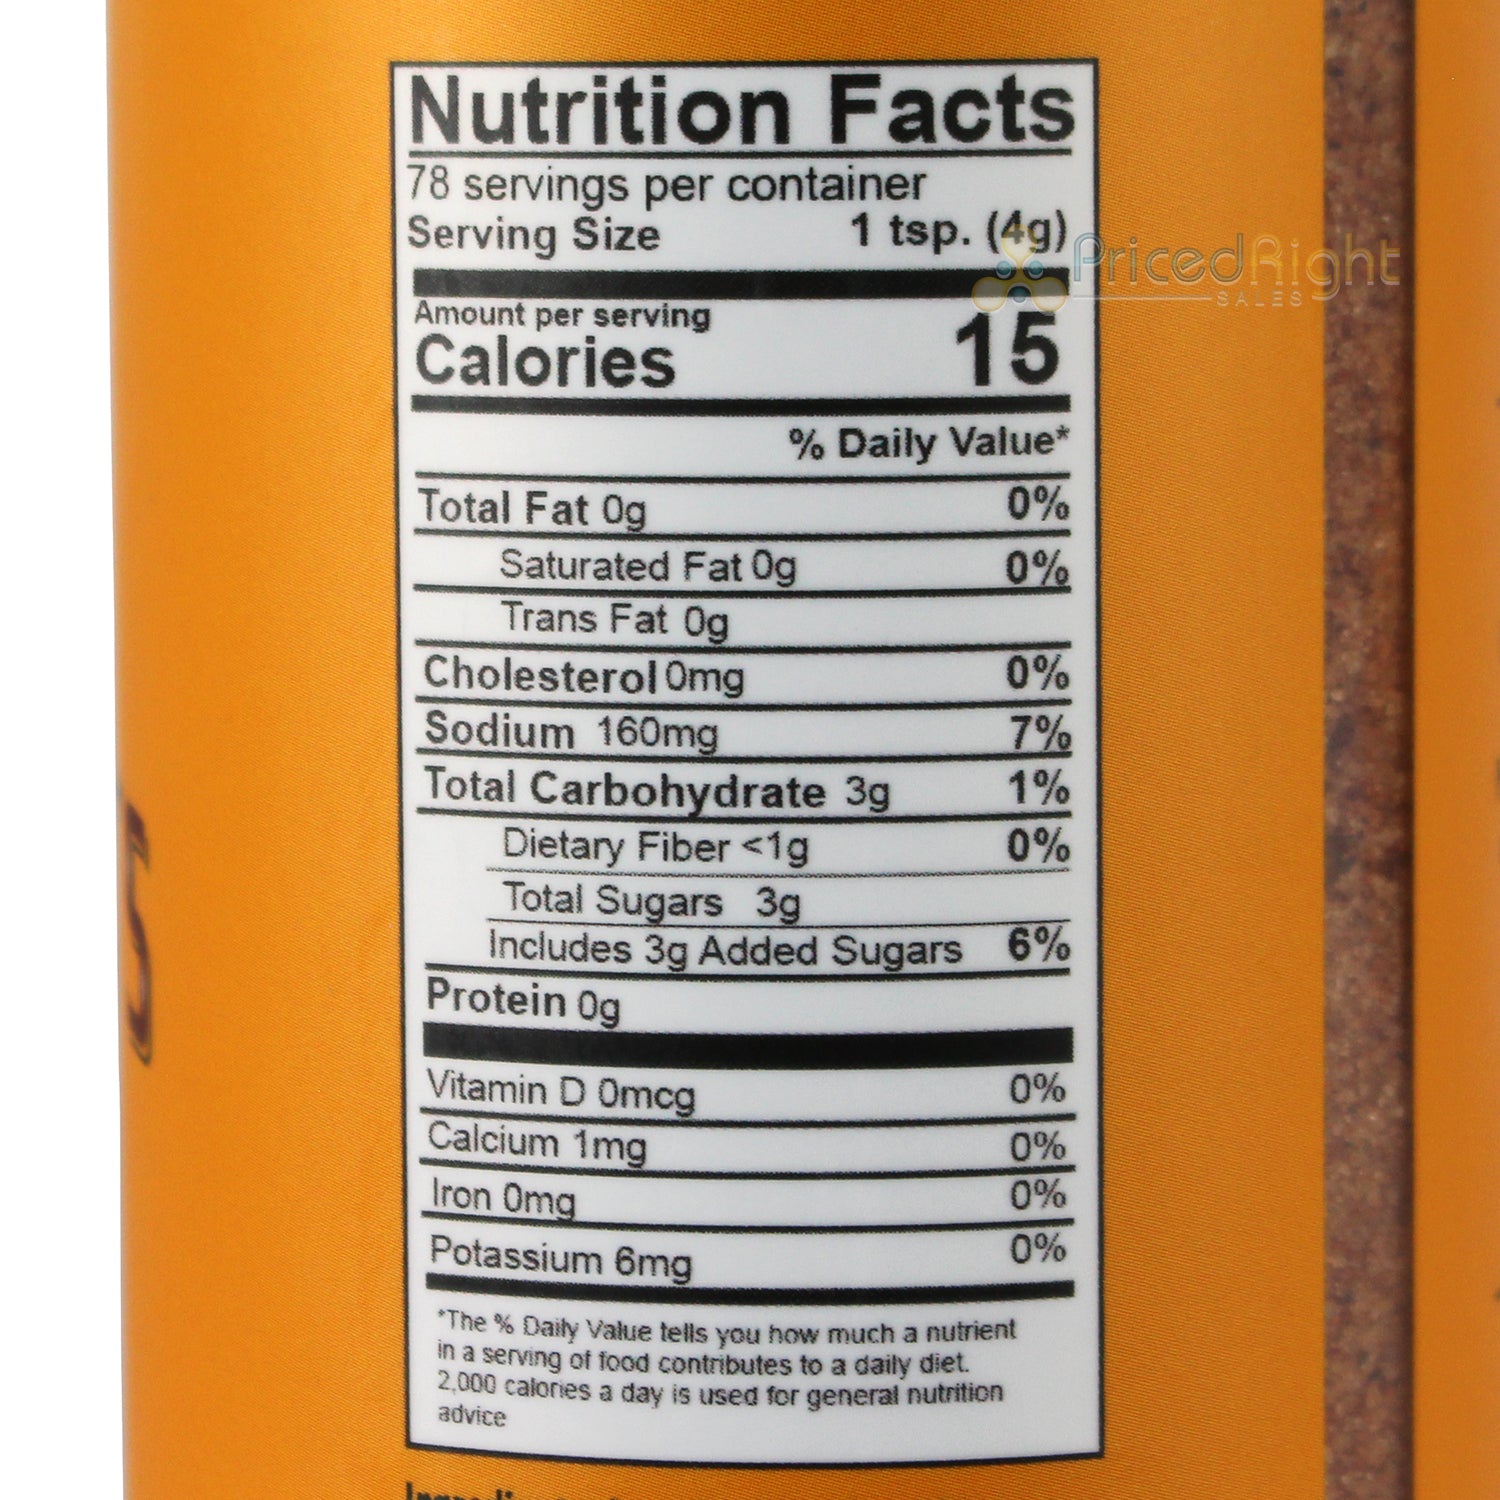 Nutrition Facts
78 servings per container
Serving Size 1 tsp. (4g)
PricedRight
SALES
Amount per serving
Calories 15
% Daily Value*
Total Fat 0g 0%
Saturated Fat 0g 0%
Trans Fat 0g
Cholesterol 0mg 0%
Sodium 160mg 7%
Total Carbohydrate 3g 1%
Dietary Fiber <1g 0%
Total Sugars 3g
Includes 3g Added Sugars 6%
Protein 0g
Vitamin D 0mcg 0%
Calcium 1mg 0%
Iron 0mg 0%
Potassium 6mg 0%
*The % Daily Value tells you how much a nutrient
in a serving of food contributes to a daily diet.
2,000 calories a day is used for general nutrition
advice